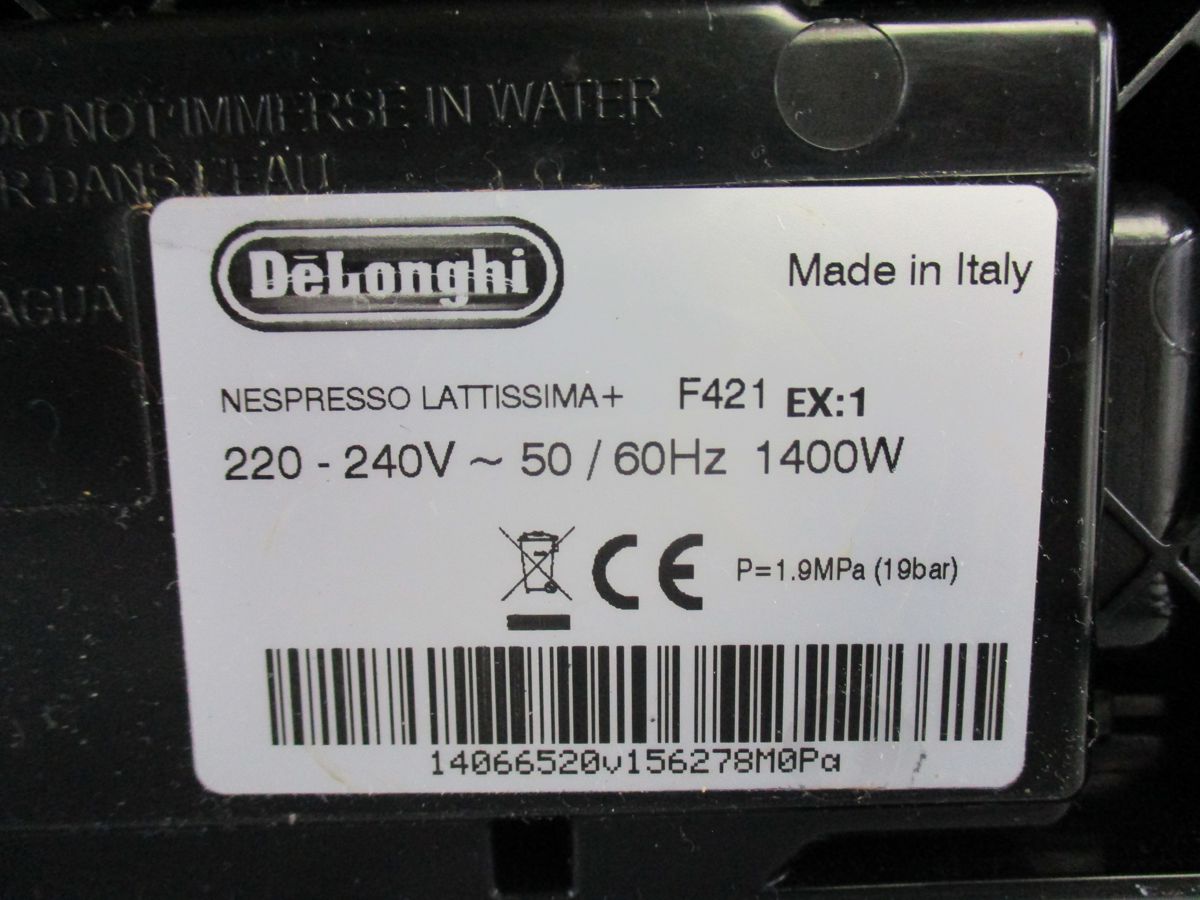 DO NOT IMMERSE IN WATER
DANS L'EAU
AGUA
DeLonghi
Made in Italy
NESPRESSO LATTISSIMA+ F421 EX:1
220 - 240V ~ 50 / 60Hz 1400W
CE P=1.9MPa (19bar)
14066520v156278M0Pa